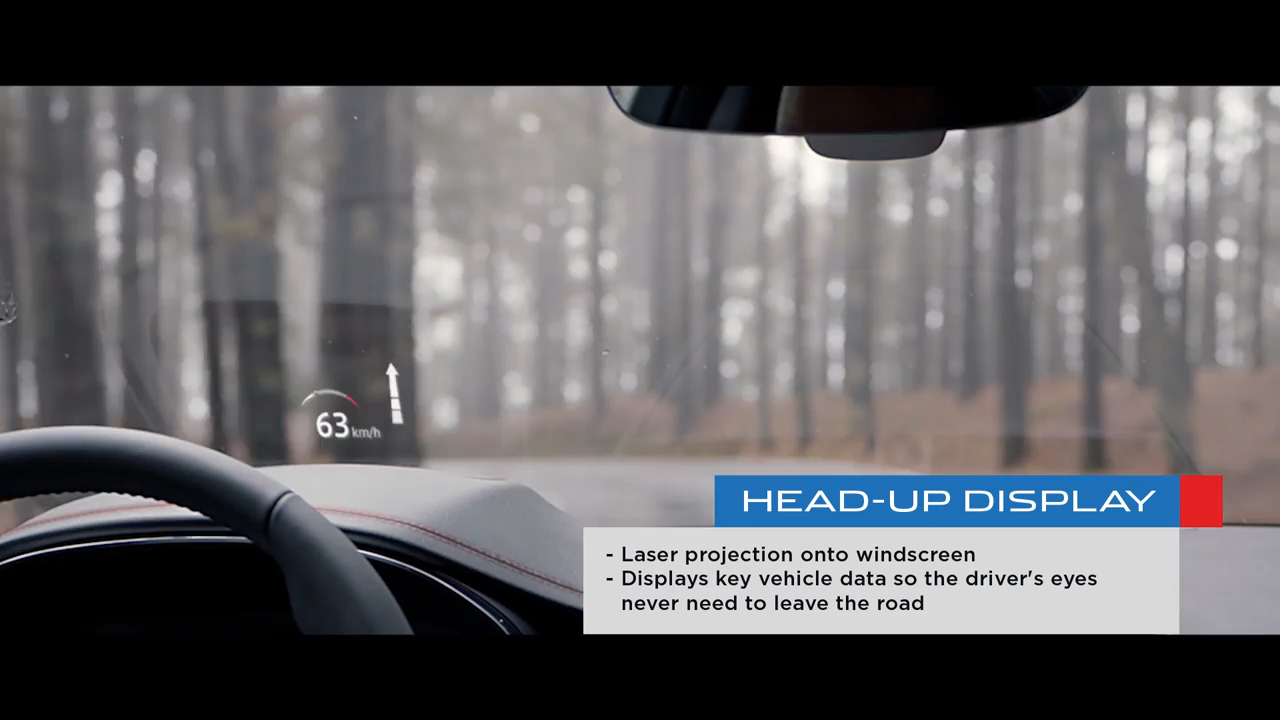 63 km/h
HEAD-UP DISPLAY
- Laser projection onto windscreen
- Displays key vehicle data so the driver's eyes
never need to leave the road